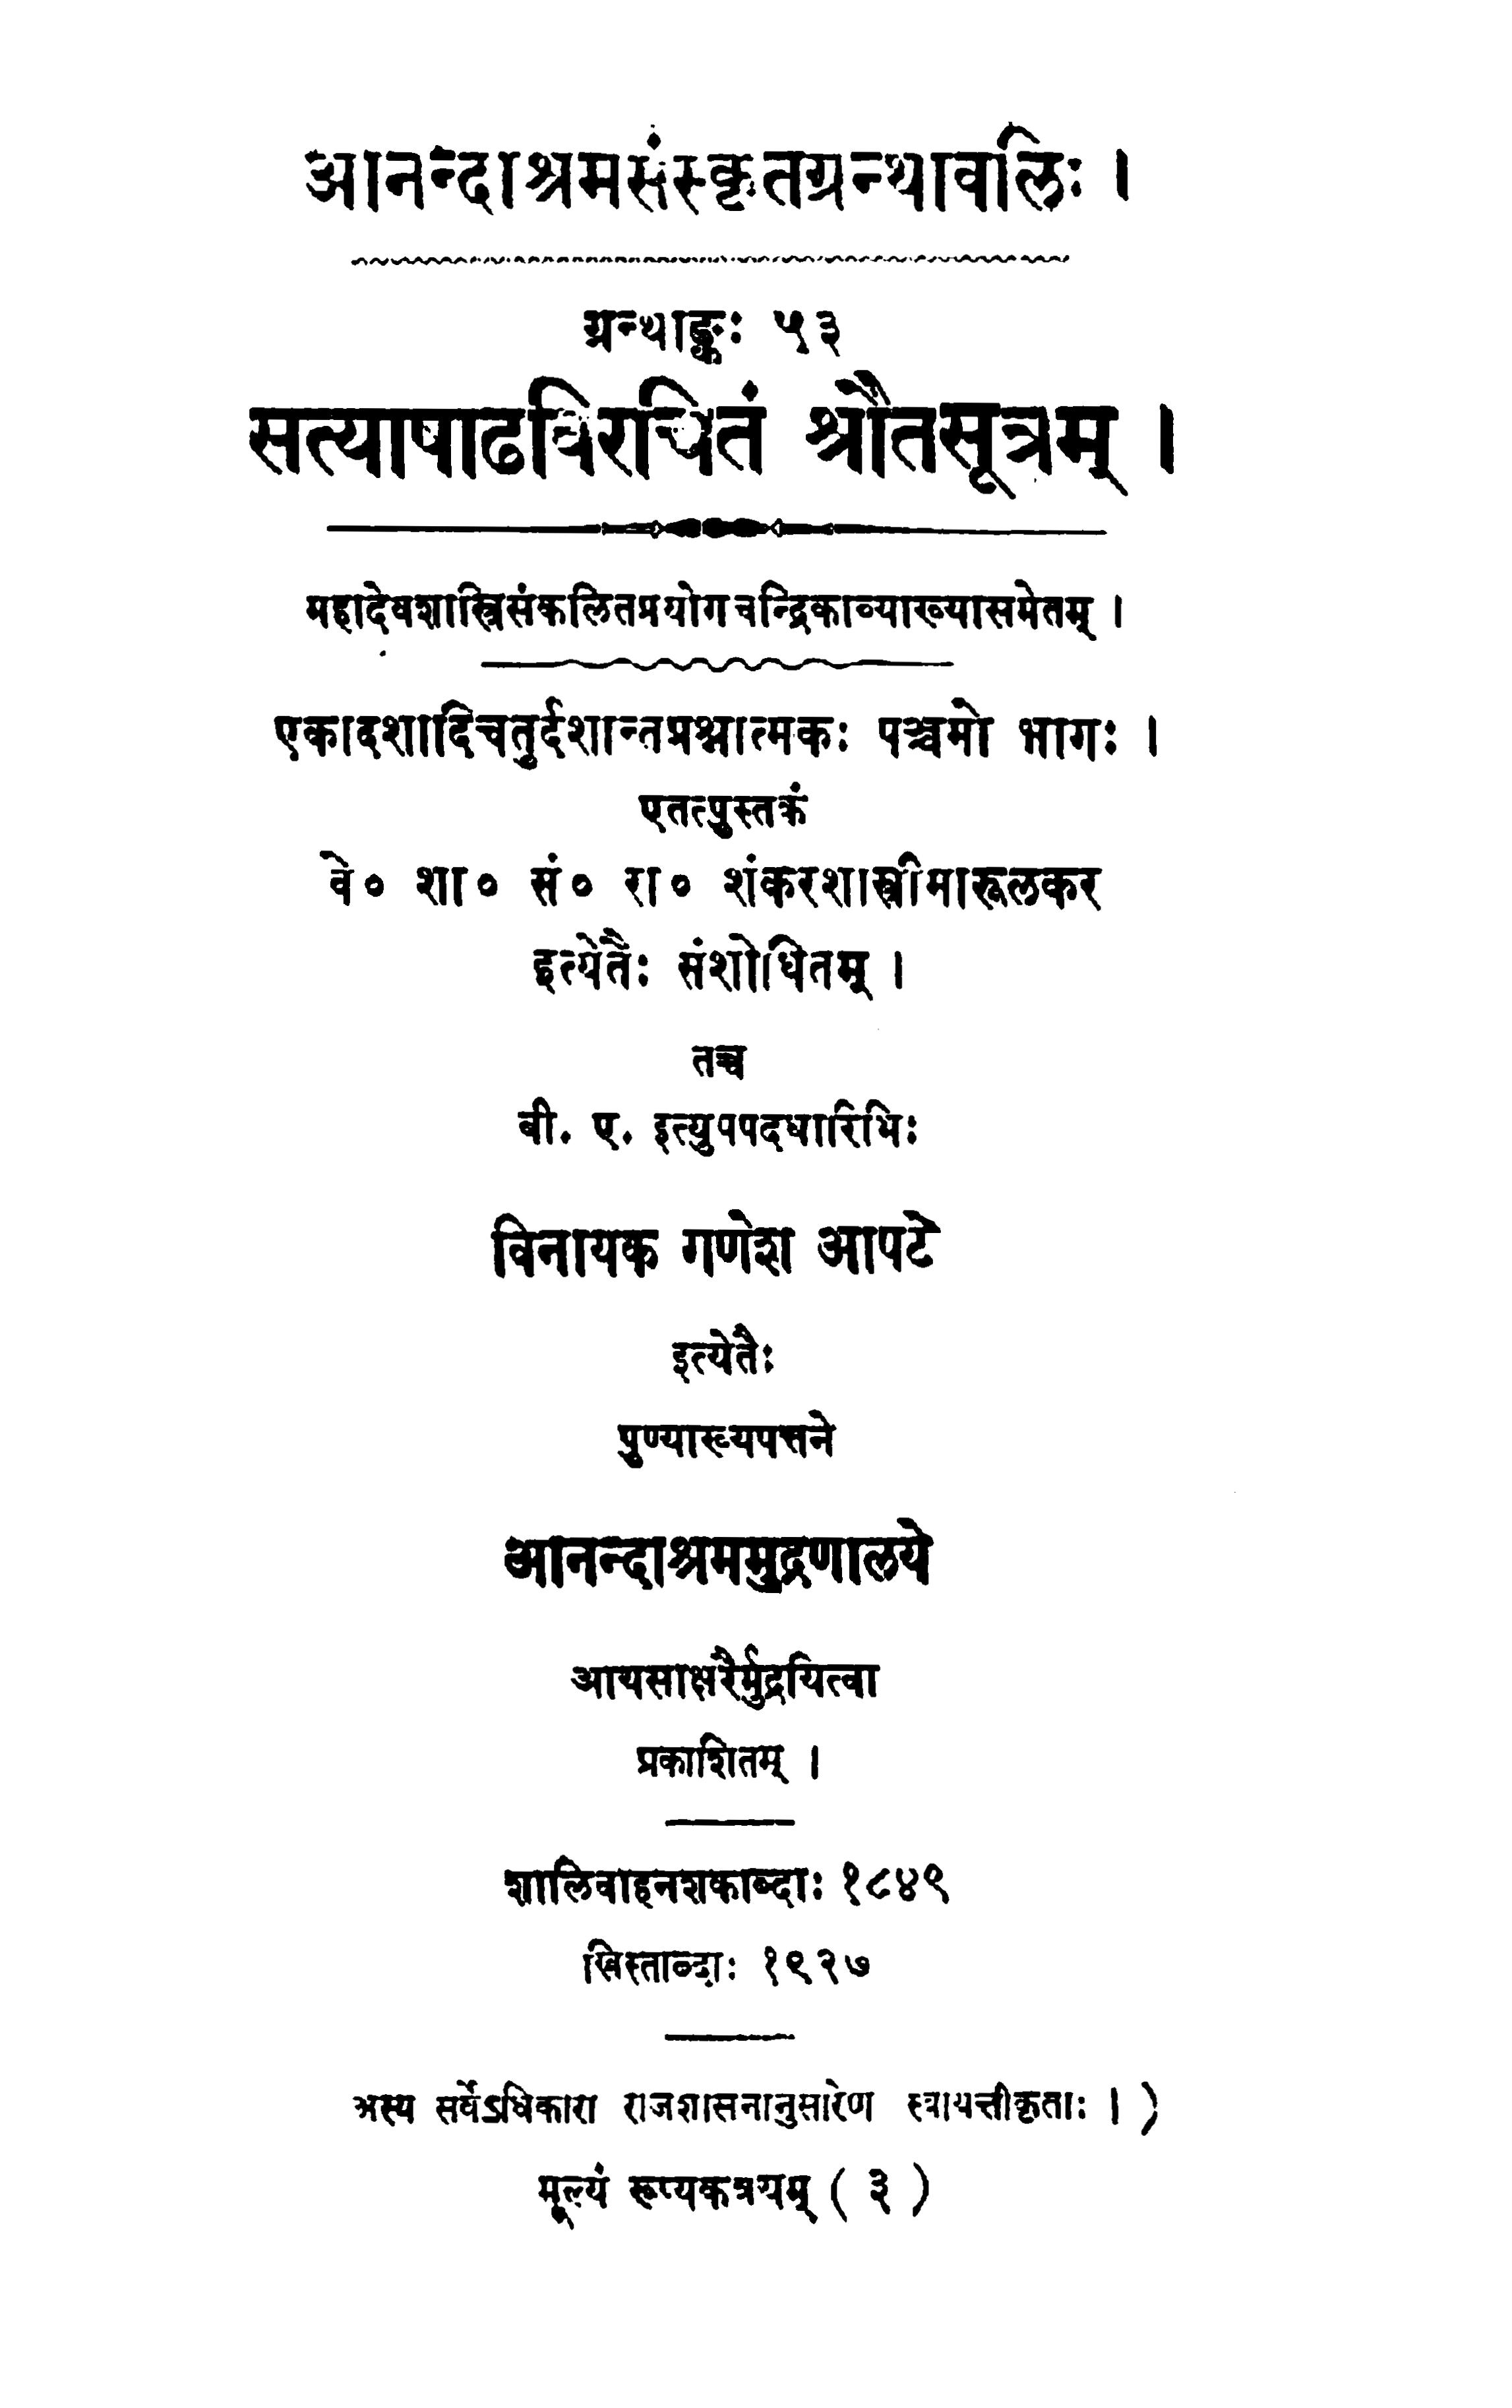 आनन्दाश्रमसंस्कृतग्रन्थावलिः ।
ग्रन्थाङ्कः ५३
सत्याषाढविरचितं श्रौतसूत्रम् ।
महादेवशास्त्रिसंकलितप्रयोगचन्द्रिकाव्याख्यासमेतम् ।
एकादशादिचतुर्दशान्तप्रश्नात्मकः पञ्चमो भागः ।
एतत्पुस्तकं
वे० शा० सं० रा० शंकरशास्त्रीमारूलकर
इत्येतैः संशोधितम् ।
तच्च
बी. ए. इत्युपपदधारिभिः
विनायक गणेश आपटे
इत्येतैः
पुण्याख्यपत्तने
आनन्दाश्रममुद्रणालये
आयसाक्षरैर्मुद्रयित्वा
प्रकाशितम् ।
शालिवाहनशकाब्दाः १८४९
ख्रिस्ताब्दाः १९२७
अस्य सर्वेऽधिकारा राजशासनानुसारेण स्वायत्तीकृताः । )
मूल्यं रूप्यकत्रयम् ( ३ )